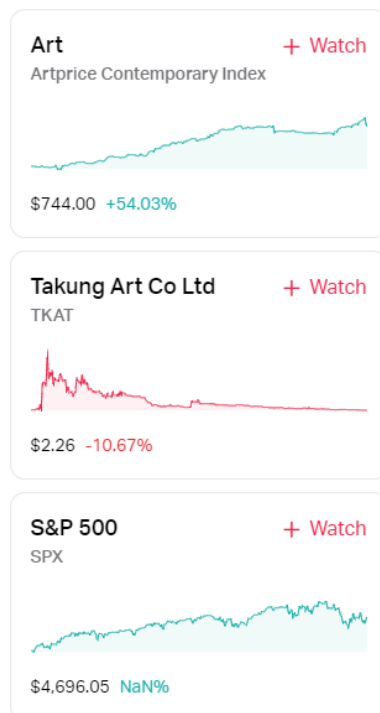 Art
+ Watch
Artprice Contemporary Index
$744.00 +54.03%
Takung Art Co Ltd
+ Watch
TKAT
$2.26 -10.67%
S&P 500
+ Watch
SPX
$4,696.05 NaN%